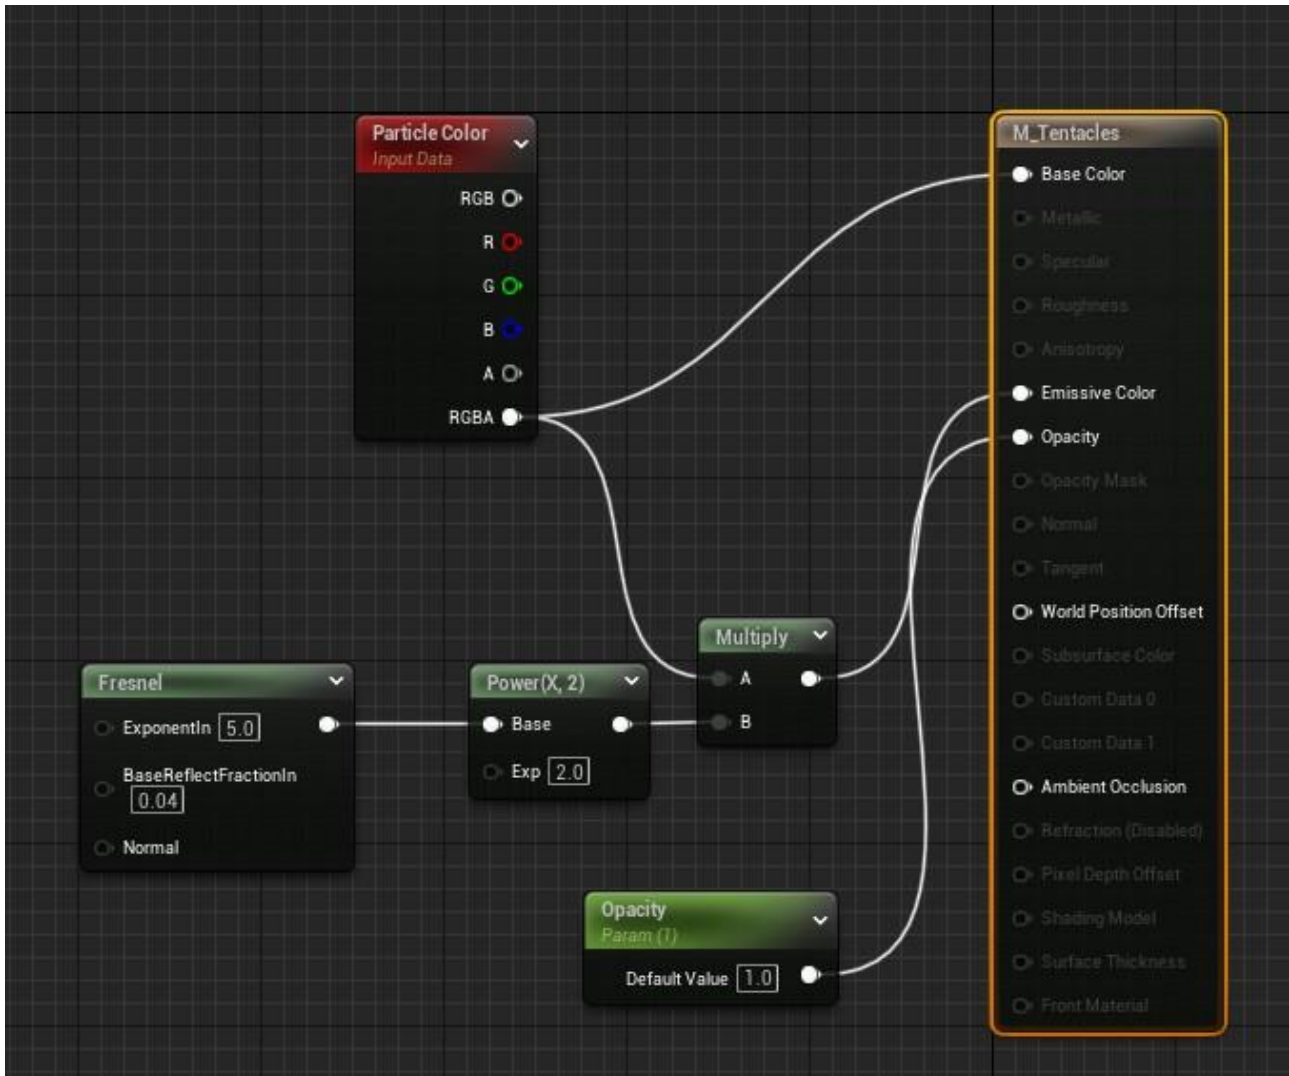 Particle Color
Input Data
RGB
R
G
B
A
RGBA
Fresnel
ExponentIn 5.0
BaseReflectFractionIn
0.04
Normal
Power(X, 2)
Base
Exp 2.0
Multiply
A
B
Opacity
Param (1)
Default Value 1.0
M_Tentacles
Base Color
Metallic
Specular
Roughness
Anisotropy
Emissive Color
Opacity
Opacity Mask
Normal
Tangent
World Position Offset
Subsurface Color
Custom Data 0
Custom Data 1
Ambient Occlusion
Refraction (Disabled)
Pixel Depth Offset
Shading Model
Surface Thickness
Front Material